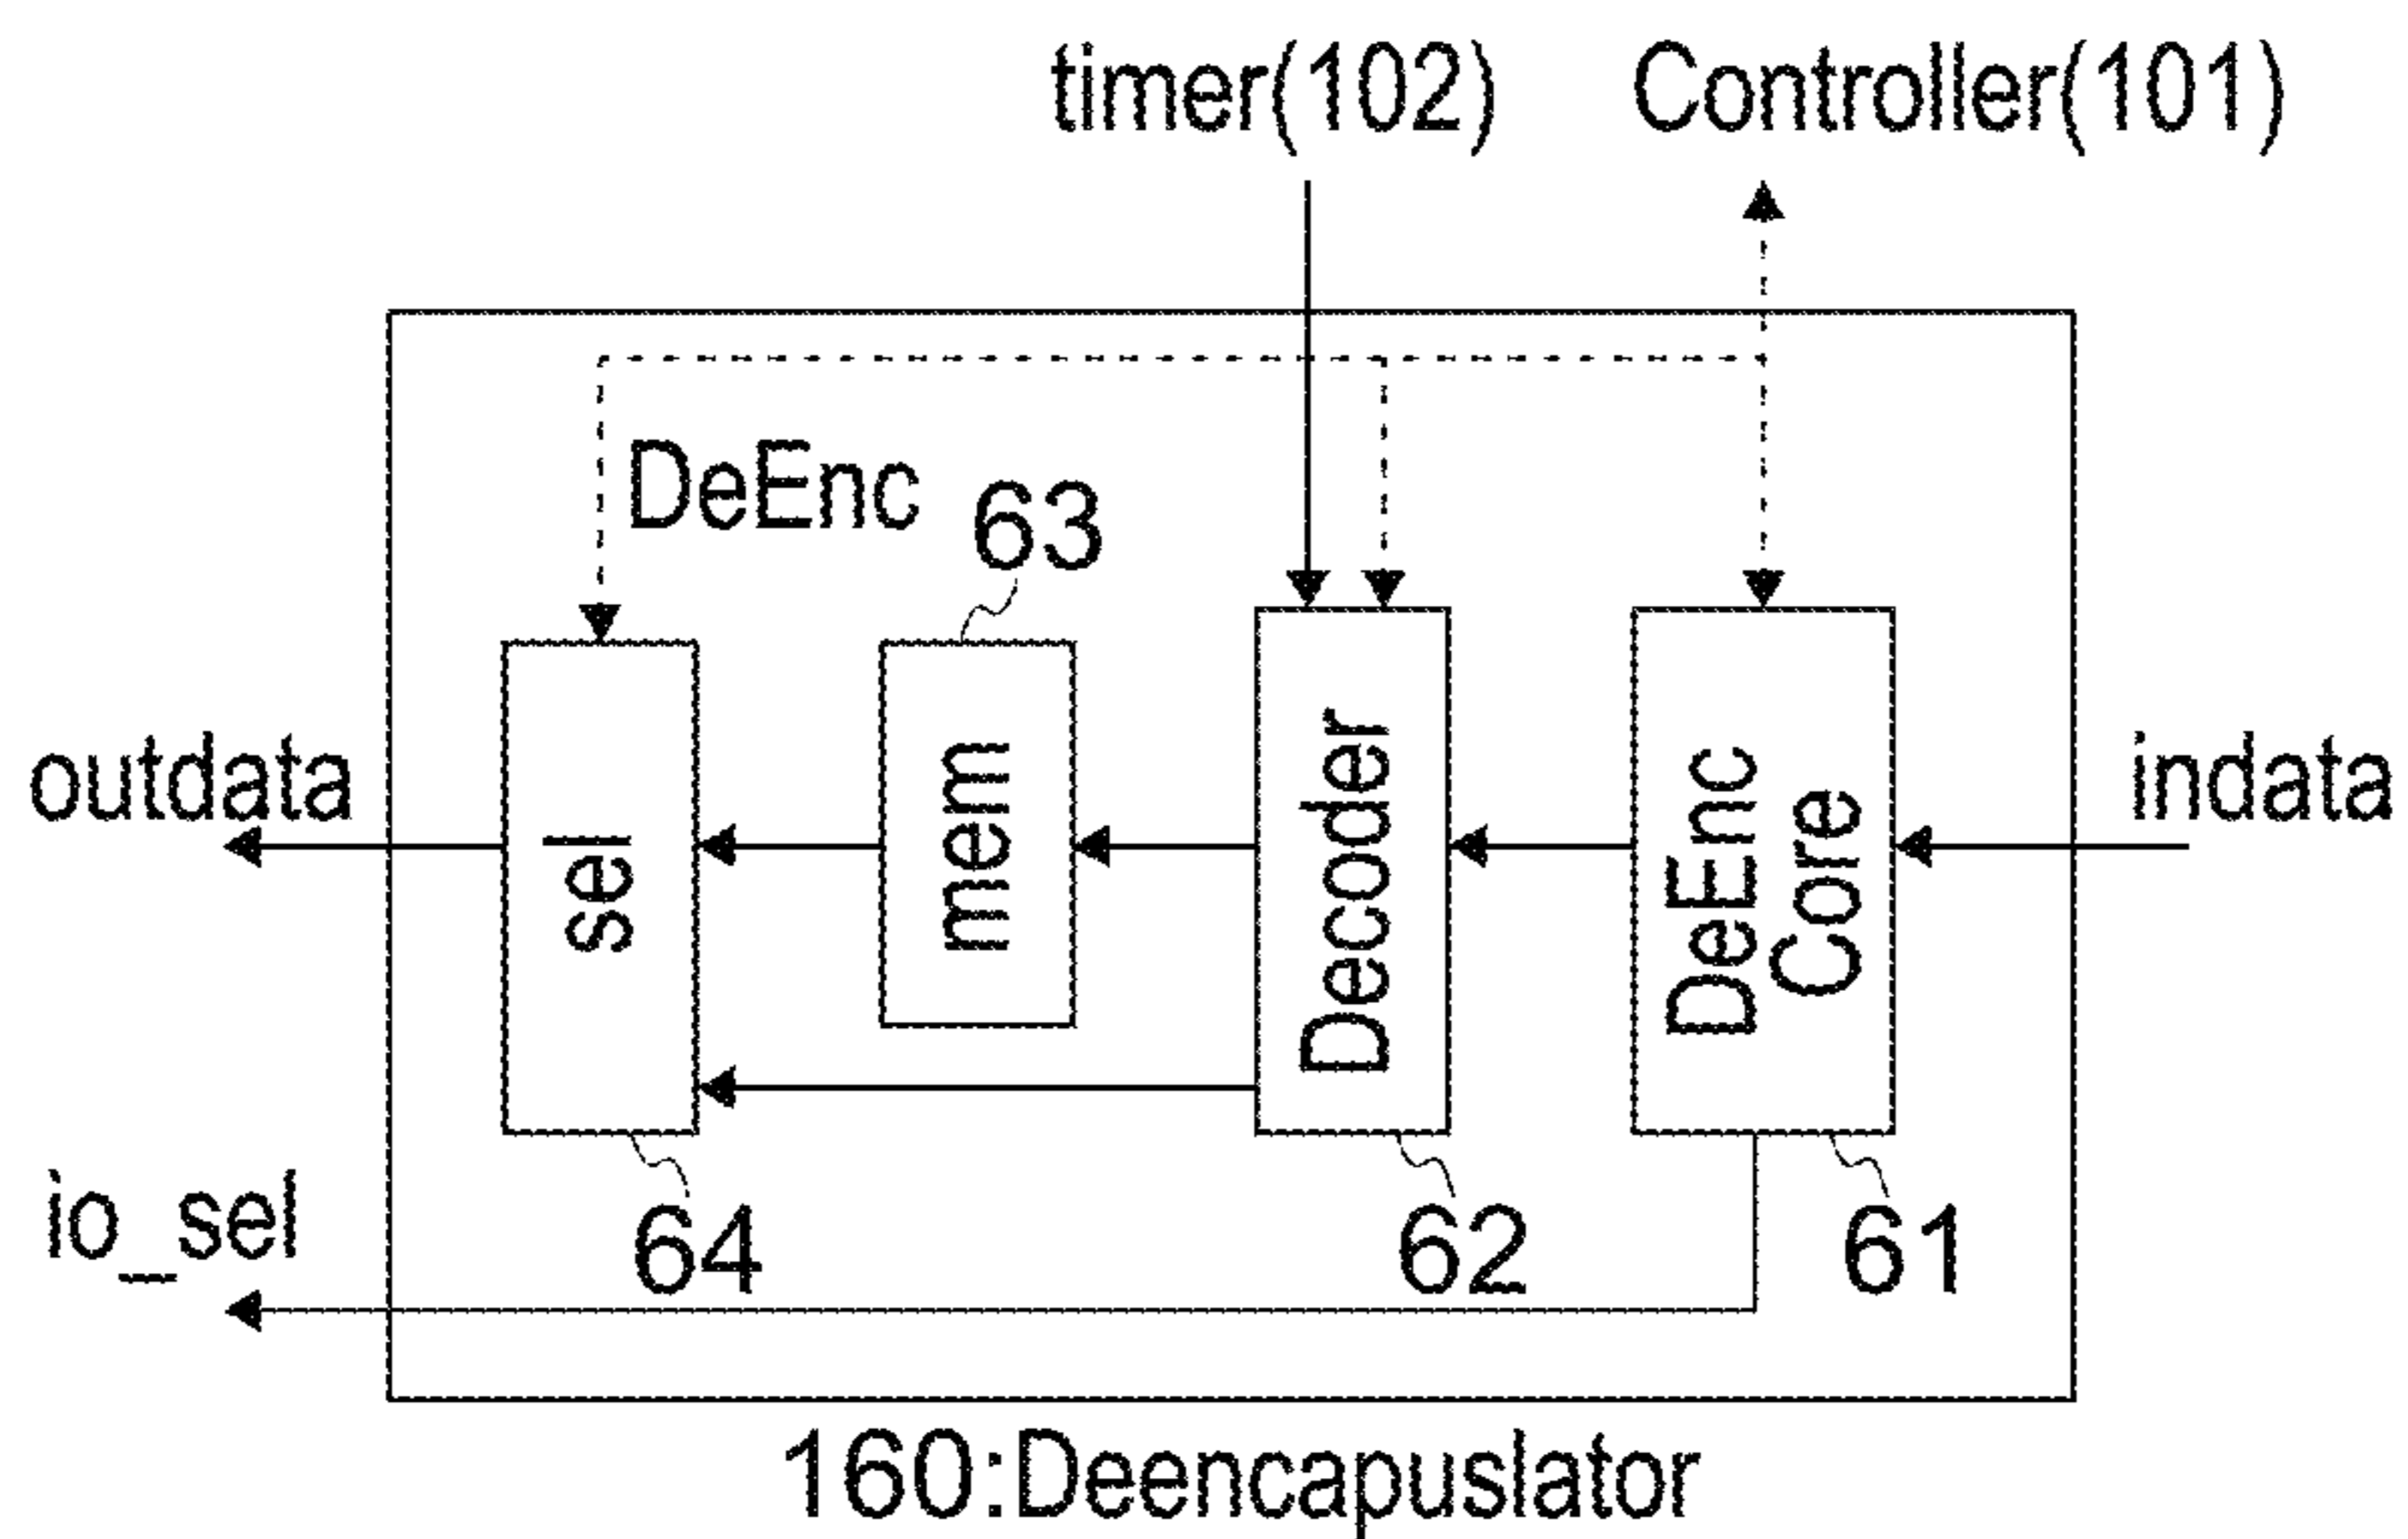 timer(102)
Controller(101)
DeEnc
63
outdata
sel
mem
Decoder
DeEnc
Core
indata
io_sel
64
62
61
160:Deencapuslator